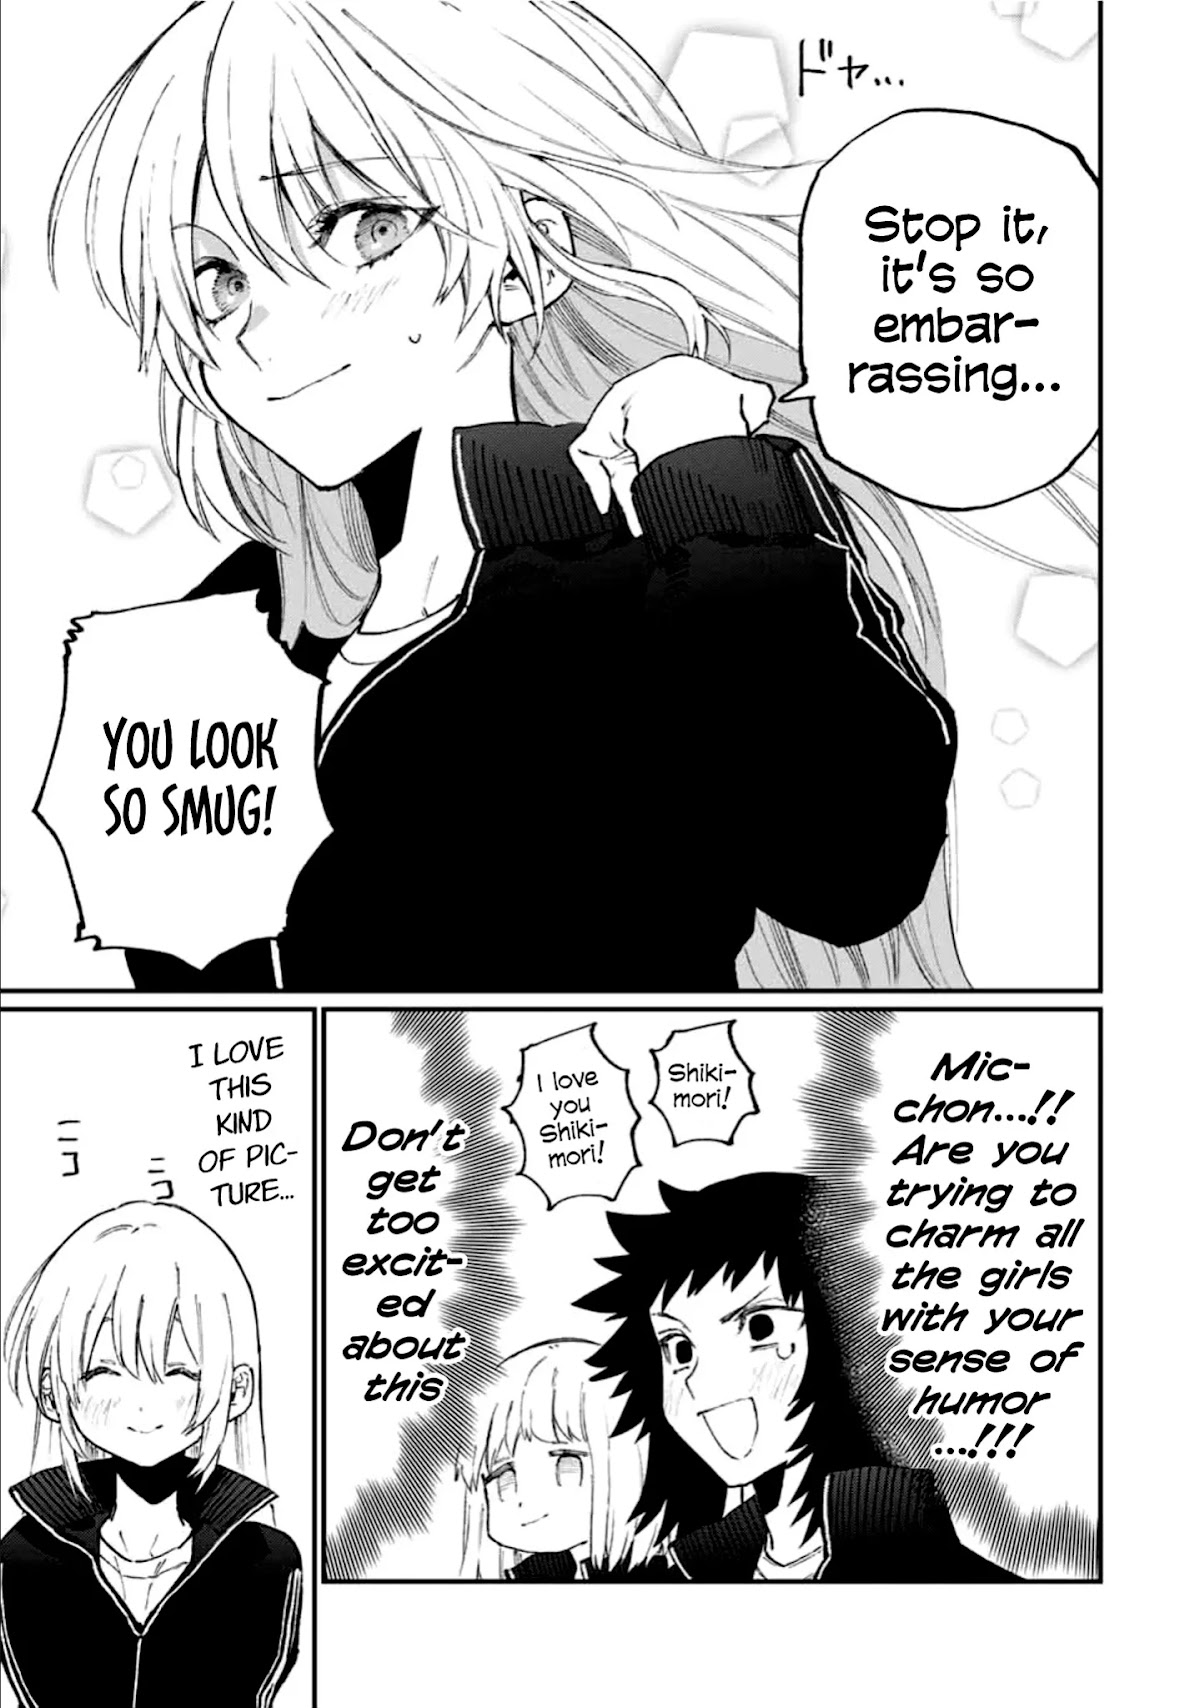 ドヤ...
Stop it,
it's so
embar-
rassing...
YOU LOOK
SO SMUG!
Mic-
chon...!!
Are you
trying to
charm all
the girls
with your
sense of
humor
...!!!
Shiki-
mori!
I love
you
Shiki-
mori!
Don't
get
too
excit-
ed
about
this
I LOVE
THIS
KIND
OF PIC-
TURE...
ニコ
ニコ